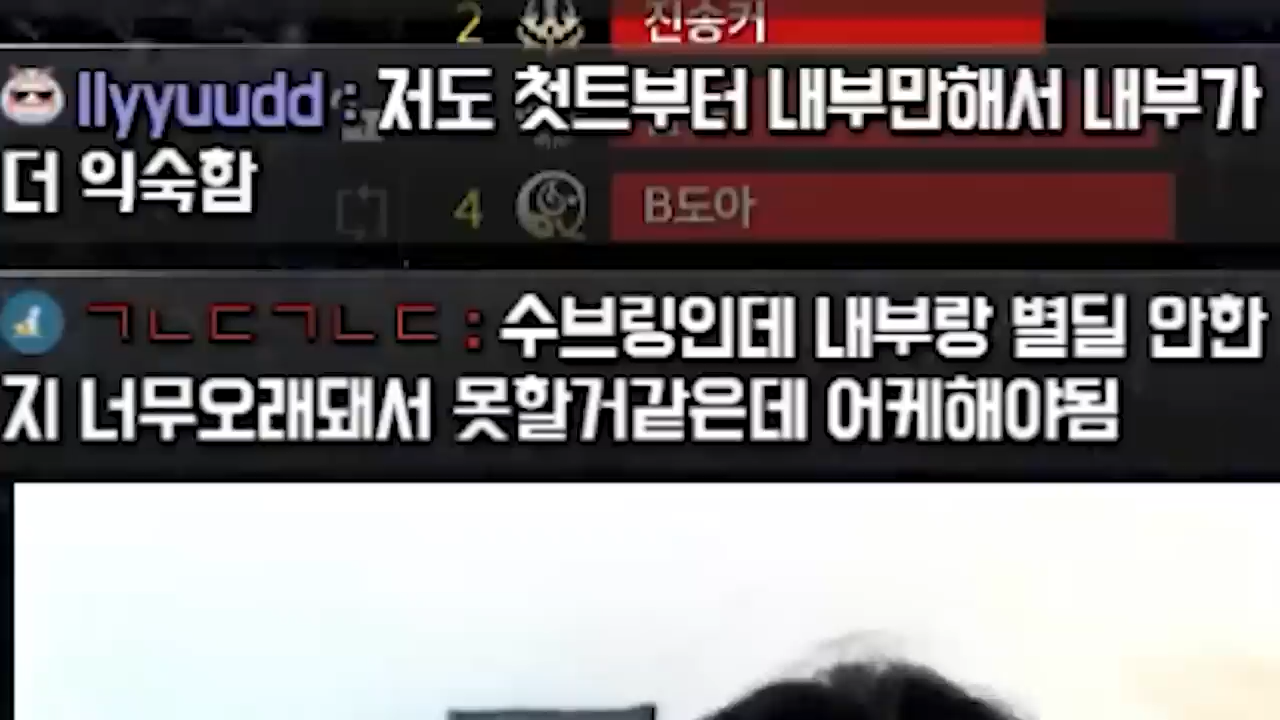 2 진송커
llyyuudd : 저도 첫트부터 내부만해서 내부가
더 익숙함
4 B도아
ㄱㄴㄷㄱㄴㄷ : 수브링인데 내부랑 별딜 안한
지 너무오래돼서 못할거같은데 어케해야됨